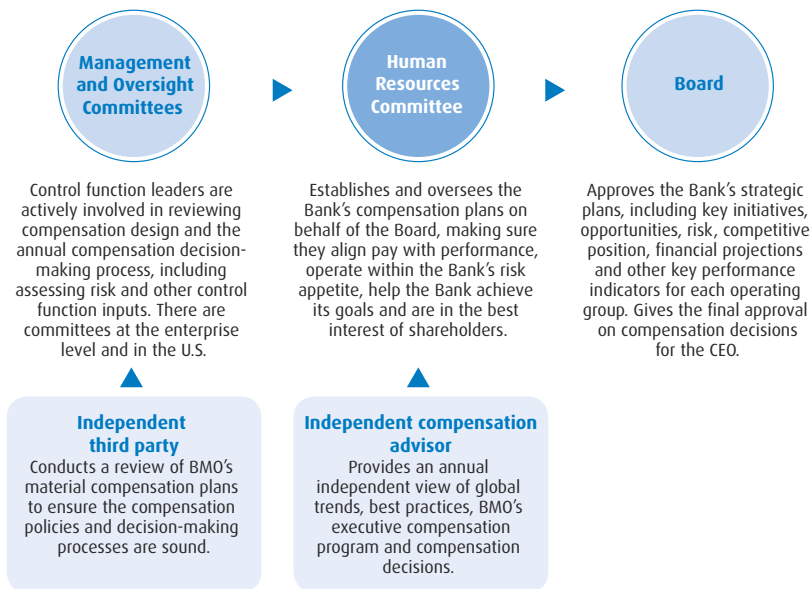 Management
and Oversight
Committees
Human
Resources
Committee
Board
Control function leaders are
actively involved in reviewing
compensation design and the
annual compensation decision-
making process, including
assessing risk and other control
function inputs. There are
committees at the enterprise
level and in the U.S.
Establishes and oversees the
Bank's compensation plans on
behalf of the Board, making sure
they align pay with performance,
operate within the Bank's risk
appetite, help the Bank achieve
its goals and are in the best
interest of shareholders.
Approves the Bank's strategic
plans, including key initiatives,
opportunities, risk, competitive
position, financial projections
and other key performance
indicators for each operating
group. Gives the final approval
on compensation decisions
for the CEO.
Independent
third party
Conducts a review of BMO's
material compensation plans
to ensure the compensation
policies and decision-making
processes are sound.
Independent compensation
advisor
Provides an annual
independent view of global
trends, best practices, BMO's
executive compensation
program and compensation
decisions.